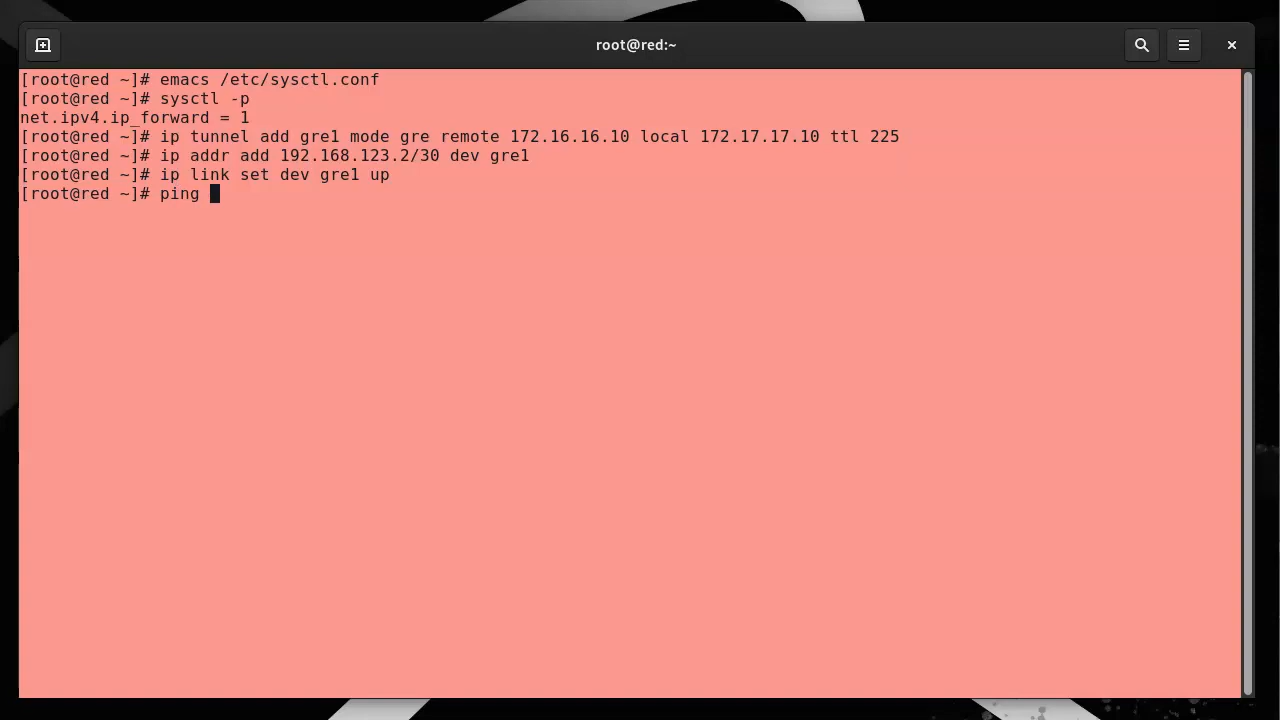 root@red:~
[root@red ~]# emacs /etc/sysctl.conf
[root@red ~]# sysctl -p
net.ipv4.ip_forward = 1
[root@red ~]# ip tunnel add gre1 mode gre remote 172.16.16.10 local 172.17.17.10 ttl 225
[root@red ~]# ip addr add 192.168.123.2/30 dev gre1
[root@red ~]# ip link set dev gre1 up
[root@red ~]# ping